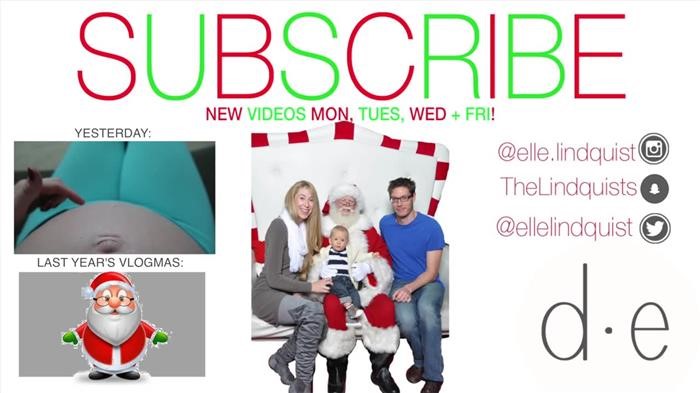 SUBSCRIBE
NEW VIDEOS MON, TUES, WED + FRI!
YESTERDAY:
LAST YEAR'S VLOGMAS:
@elle.lindquist
TheLindquists
@ellelindquist
d·e